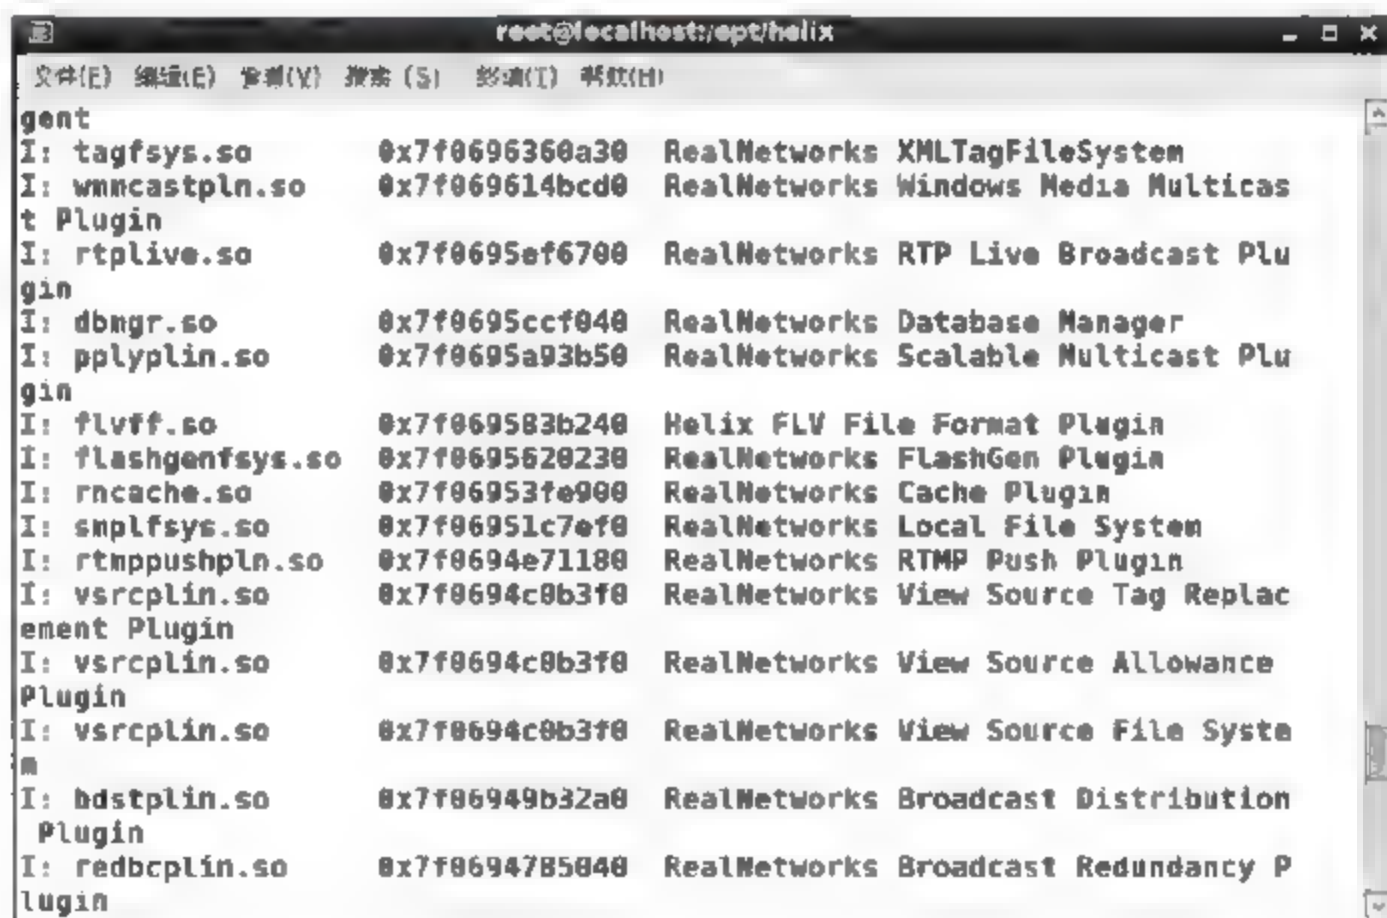 root@localhost:/opt/helix
文件(E) 编辑(E) 查看(V) 搜索 (S) 终端(T) 帮助(H)
gent
I: tagfsys.so 0x7f0696360a30 RealNetworks XMLTagFileSystem
I: wmmcastpln.so 0x7f069614bcd0 RealNetworks Windows Media Multicas
t Plugin
I: rtplive.so 0x7f0695ef6700 RealNetworks RTP Live Broadcast Plu
gin
I: dbmgr.so 0x7f0695ccf040 RealNetworks Database Manager
I: pplyplin.so 0x7f0695a93b50 RealNetworks Scalable Multicast Plu
gin
I: flvff.so 0x7f069583b240 Helix FLV File Format Plugin
I: flashgenfsys.so 0x7f0695620230 RealNetworks FlashGen Plugin
I: rncache.so 0x7f06953fe900 RealNetworks Cache Plugin
I: smplfsys.so 0x7f06951c7ef0 RealNetworks Local File System
I: rtmppushpln.so 0x7f0694e71180 RealNetworks RTMP Push Plugin
I: vsrcplin.so 0x7f0694c0b3f0 RealNetworks View Source Tag Replac
ement Plugin
I: vsrcplin.so 0x7f0694c0b3f0 RealNetworks View Source Allowance
Plugin
I: vsrcplin.so 0x7f0694c0b3f0 RealNetworks View Source File Syste
m
I: bdstplin.so 0x7f06949b32a0 RealNetworks Broadcast Distribution
Plugin
I: redbcplin.so 0x7f0694785040 RealNetworks Broadcast Redundancy P
lugin